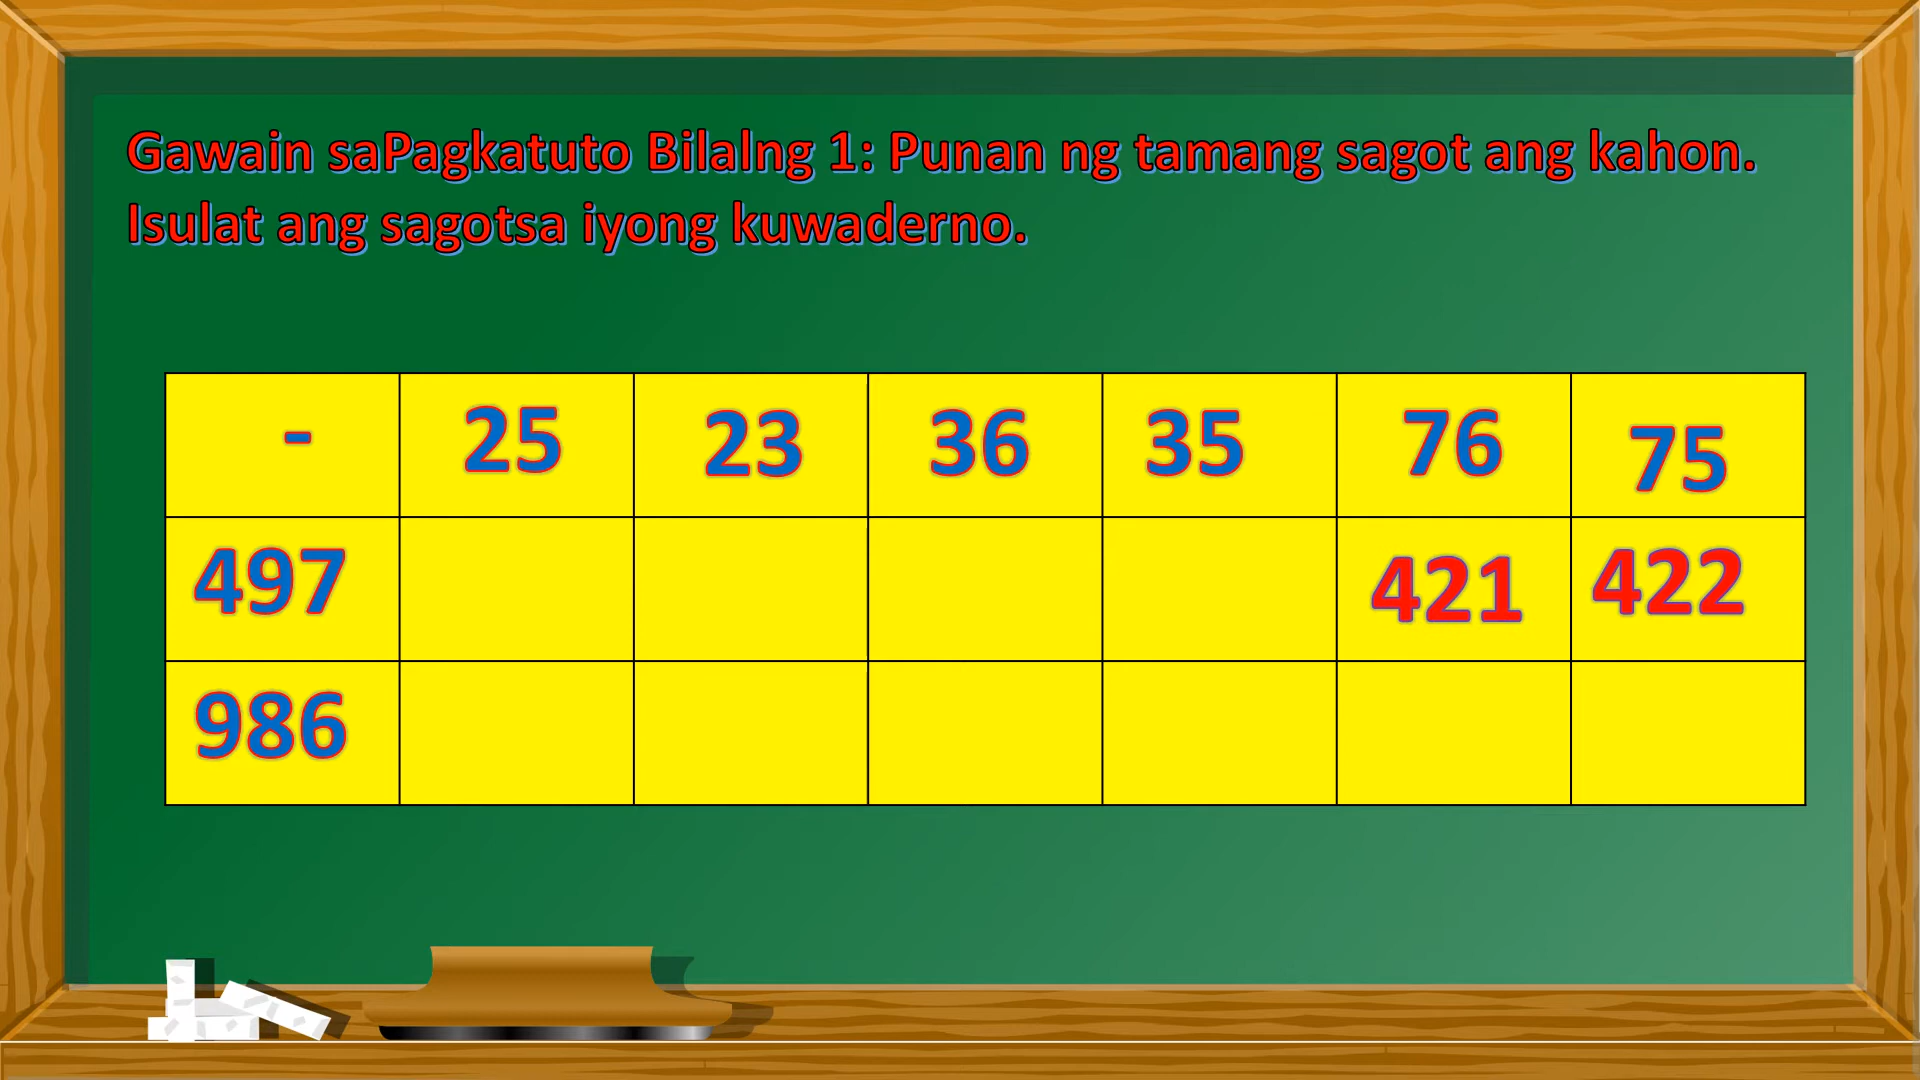 Gawain saPagkatuto Bilalng 1: Punan ng tamang sagot ang kahon.
Isulat ang sagotsa iyong kuwaderno.
- 25 23 36 35 76 75
497 421 422
986